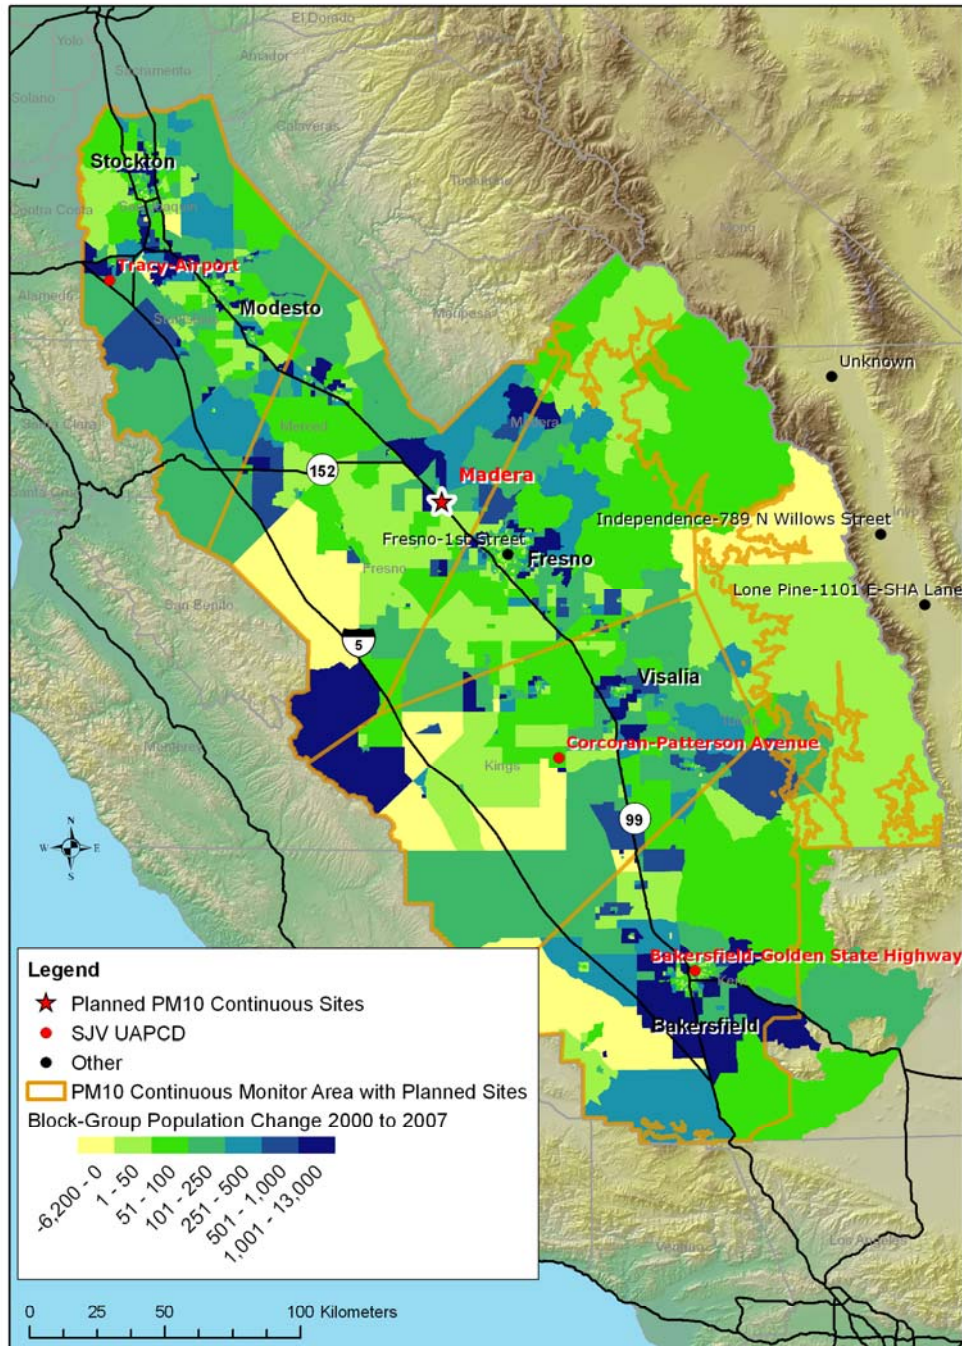 El Dorado
Yolo
Amador
Sacramento
Solano
Calaveras
Stockton
Tuolumne
Contra Costa
San Joaquin
Mono
Tracy-Airport
Alameda
Modesto
Stanislaus
Mariposa
Unknown
Santa Clara
Merced
Madera
152
Madera
Santa Cruz
Independence-789 N Willows Street
Inyo
Fresno-1st Street
Fresno
Fresno
Lone Pine-1101 E-SHA Lane
San Benito
5
Visalia
Tulare
Corcoran-Patterson Avenue
Monterey
Kings
99
N
W E
S
Bakersfield-Golden State Highway
Kern
Bakersfield
Legend
Planned PM10 Continuous Sites
SJV UAPCD
Other
PM10 Continuous Monitor Area with Planned Sites
Block-Group Population Change 2000 to 2007
-6,200 - 0
1 - 50
51 - 100
101 - 250
251 - 500
501 - 1,000
1,001 - 13,000
Ventura
Los Angeles
0 25 50 100 Kilometers